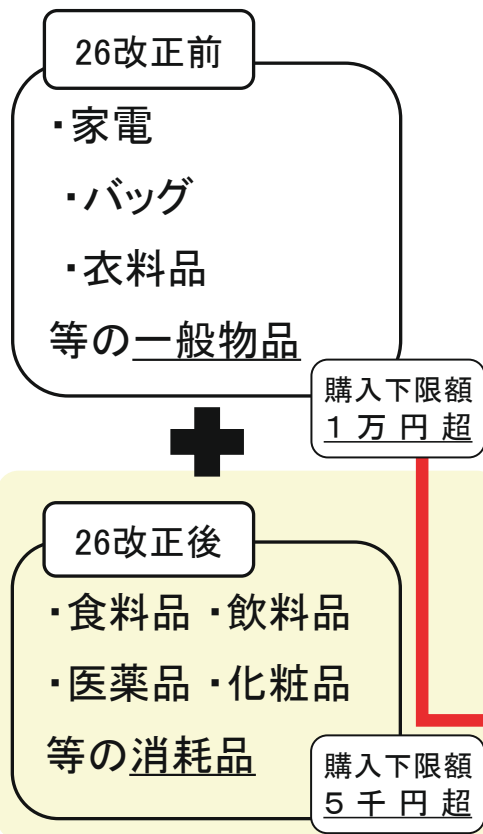 26改正前
・家電
・バッグ
・衣料品
等の一般物品
購入下限額
1万円超
26改正後
・食料品 ・飲料品
・医薬品 ・化粧品
等の消耗品
購入下限額
5千円超